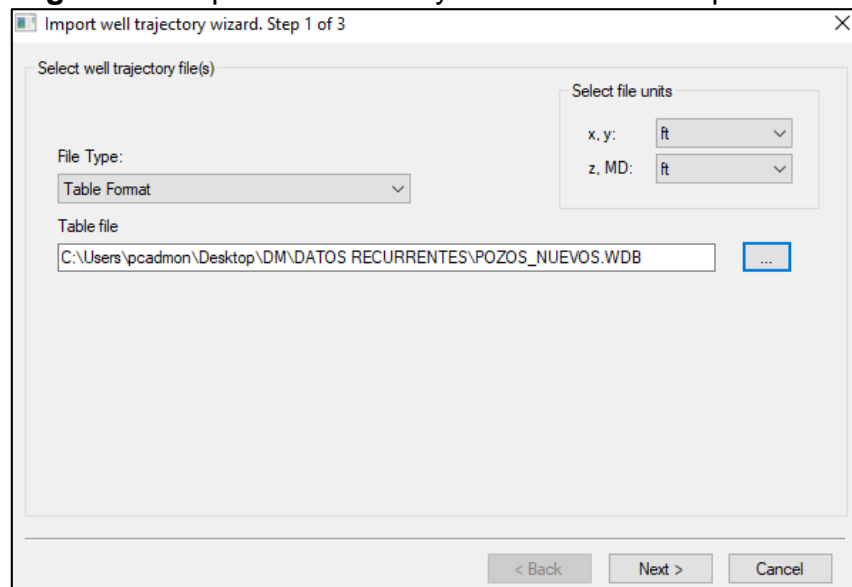 Import well trajectory wizard. Step 1 of 3
Select well trajectory file(s)
Select file units
x, y: ft
z, MD: ft
File Type:
Table Format
Table file
C:\Users\pcadmon\Desktop\DM\DATOS RECURRENTES\POZOS_NUEVOS.WDB
...
< Back Next > Cancel